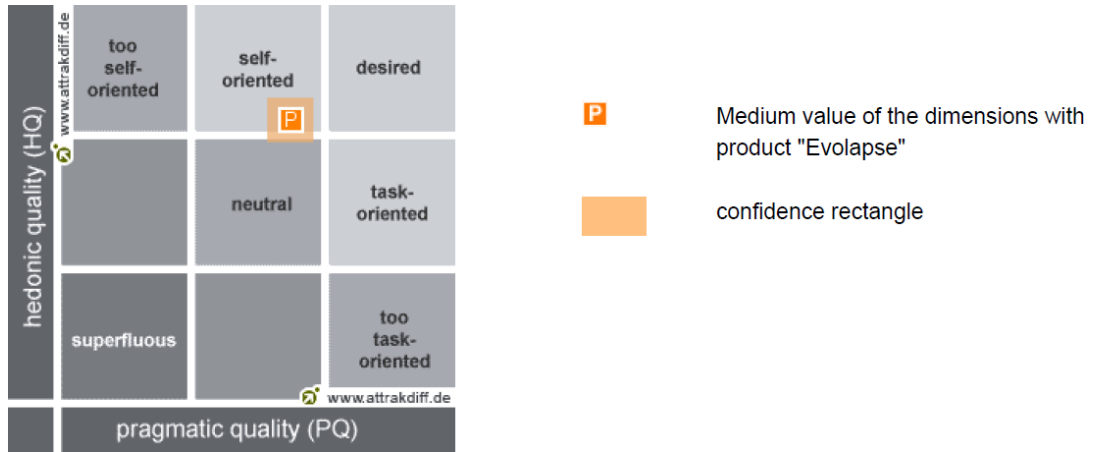 hedonic quality (HQ)
www.attrakdiff.de
too
self-
oriented
self-
oriented
desired
P
neutral
task-
oriented
superfluous
too
task-
oriented
www.attrakdiff.de
pragmatic quality (PQ)
P
Medium value of the dimensions with
product "Evolapse"
confidence rectangle